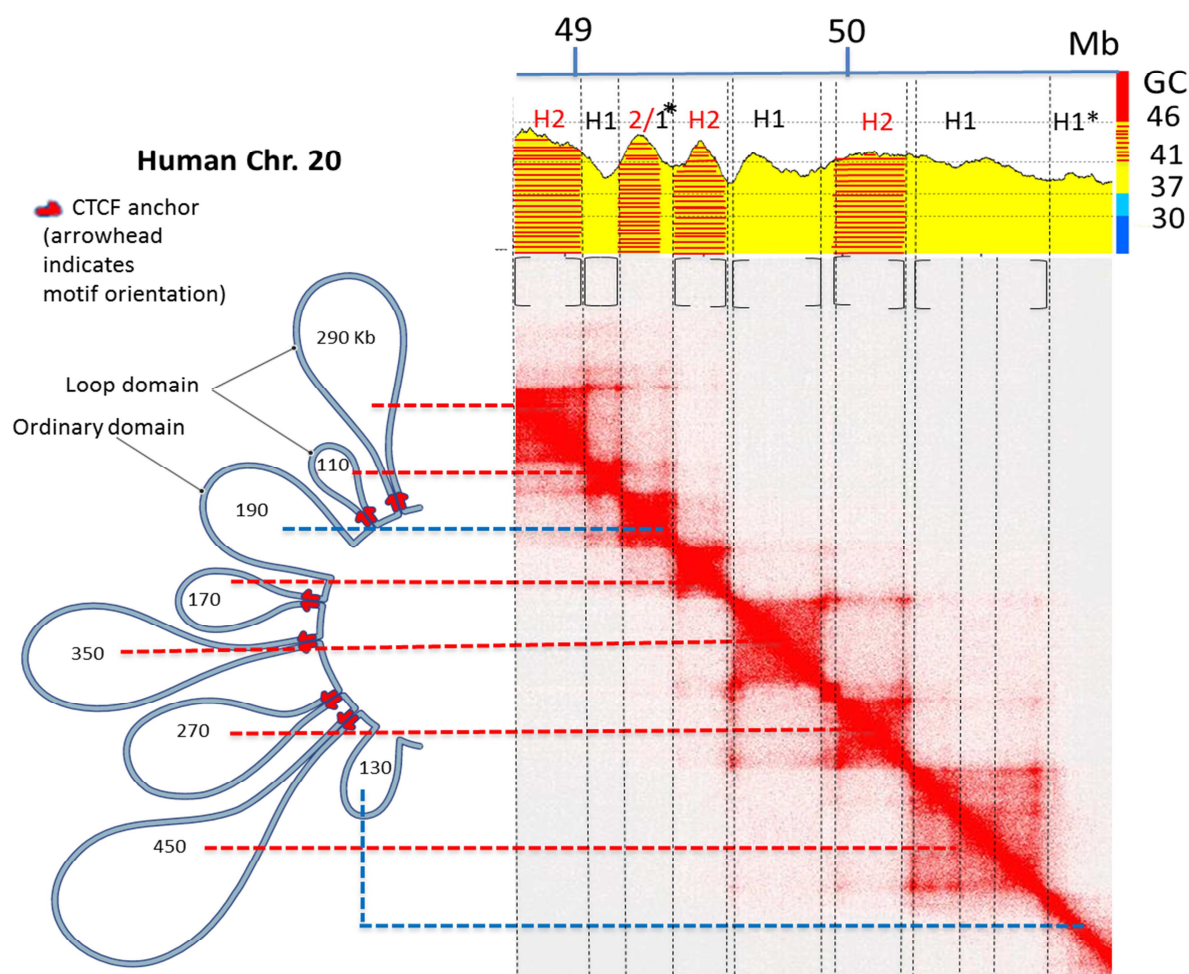 49 50 Mb
GC
H2 H1 2/1* H2 H1 H2 H1 H1*
46
41
37
30
Human Chr. 20
CTCF anchor
(arrowhead
indicates
motif orientation)
290 Kb
Loop domain
Ordinary domain
110
190
170
350
270
130
450